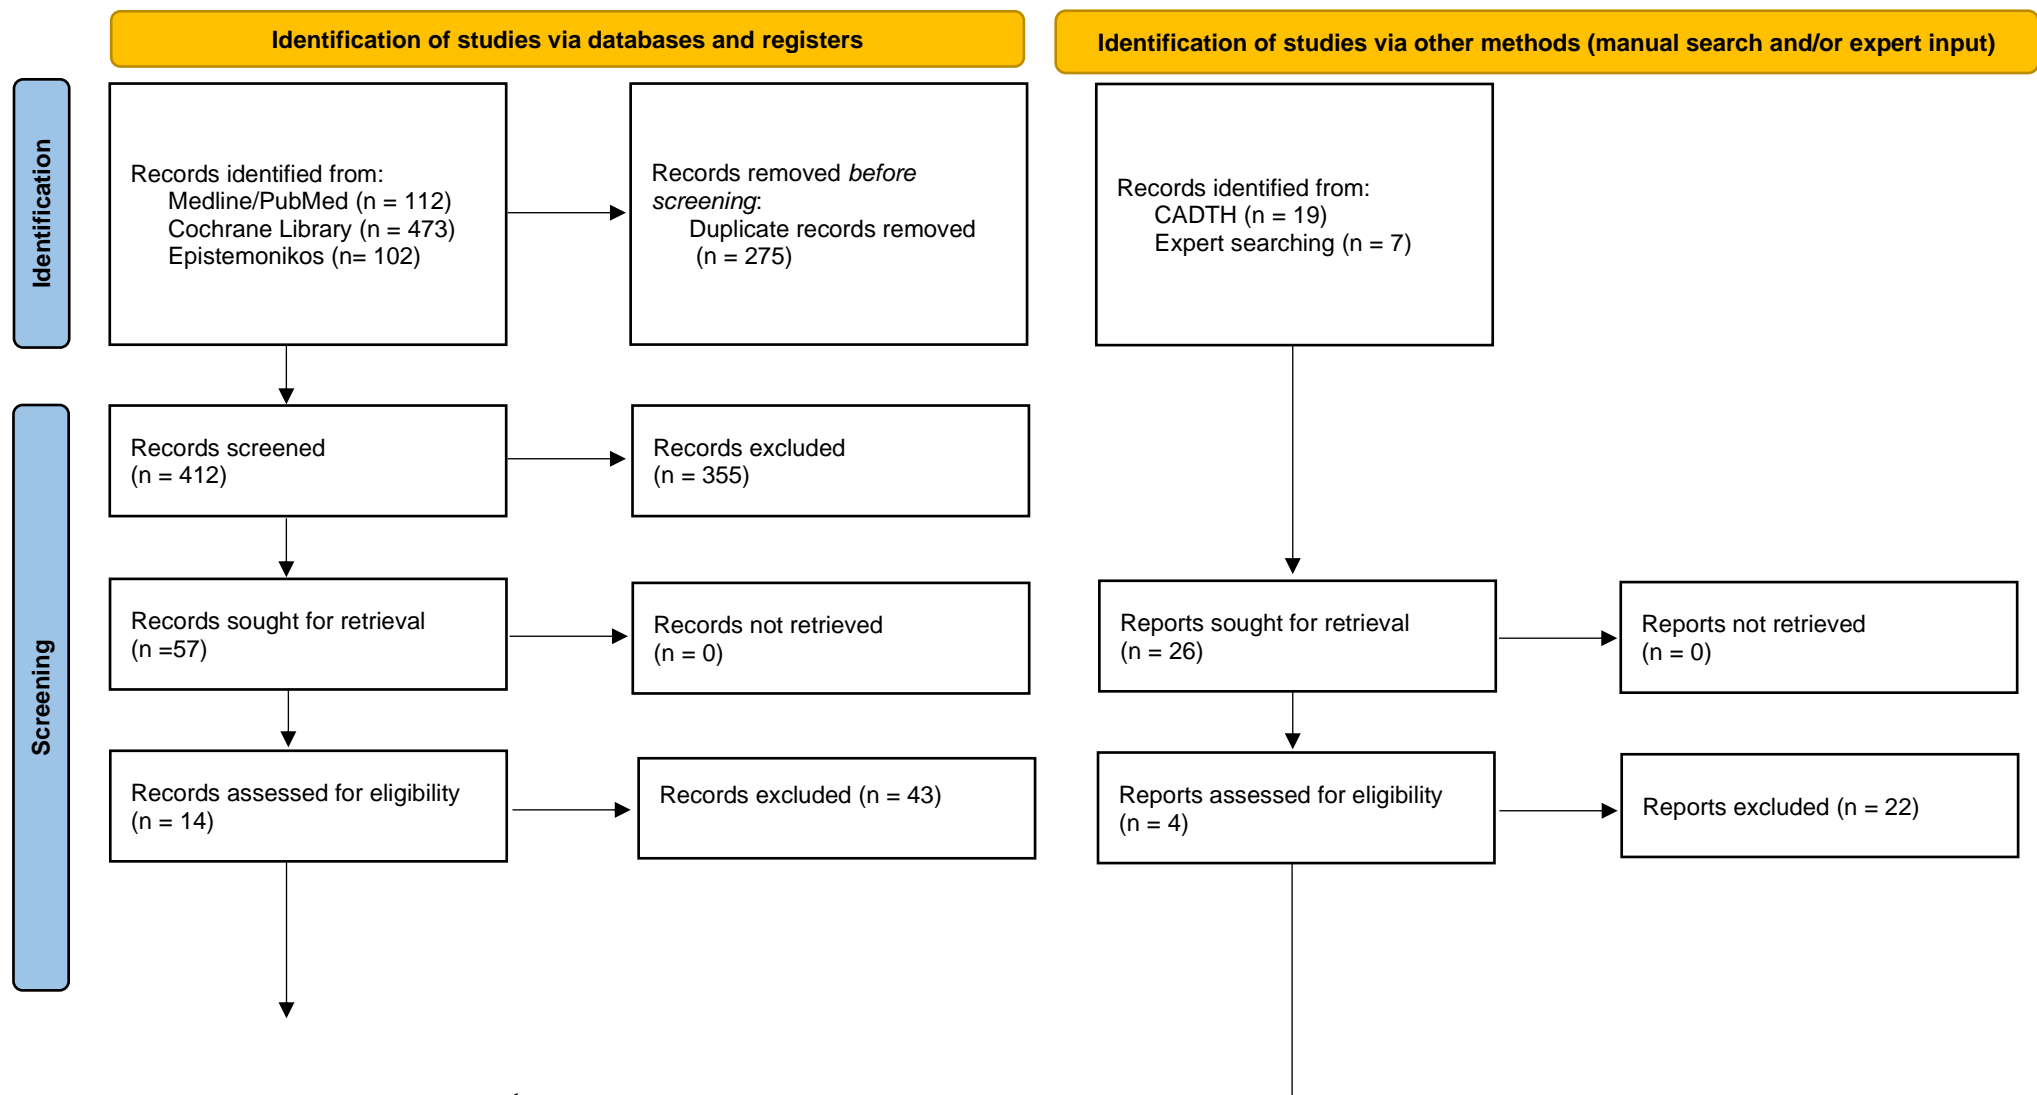 Identification of studies via databases and registers
Identification of studies via other methods (manual search and/or expert input)
Identification
Records identified from:
Medline/PubMed (n = 112)
Cochrane Library (n = 473)
Epistemonikos (n= 102)
Records removed before
screening:
Duplicate records removed
(n = 275)
Records identified from:
CADTH (n = 19)
Expert searching (n = 7)
Screening
Records screened
(n = 412)
Records excluded
(n = 355)
Records sought for retrieval
(n =57)
Records not retrieved
(n = 0)
Reports sought for retrieval
(n = 26)
Reports not retrieved
(n = 0)
Records assessed for eligibility
(n = 14)
Records excluded (n = 43)
Reports assessed for eligibility
(n = 4)
Reports excluded (n = 22)